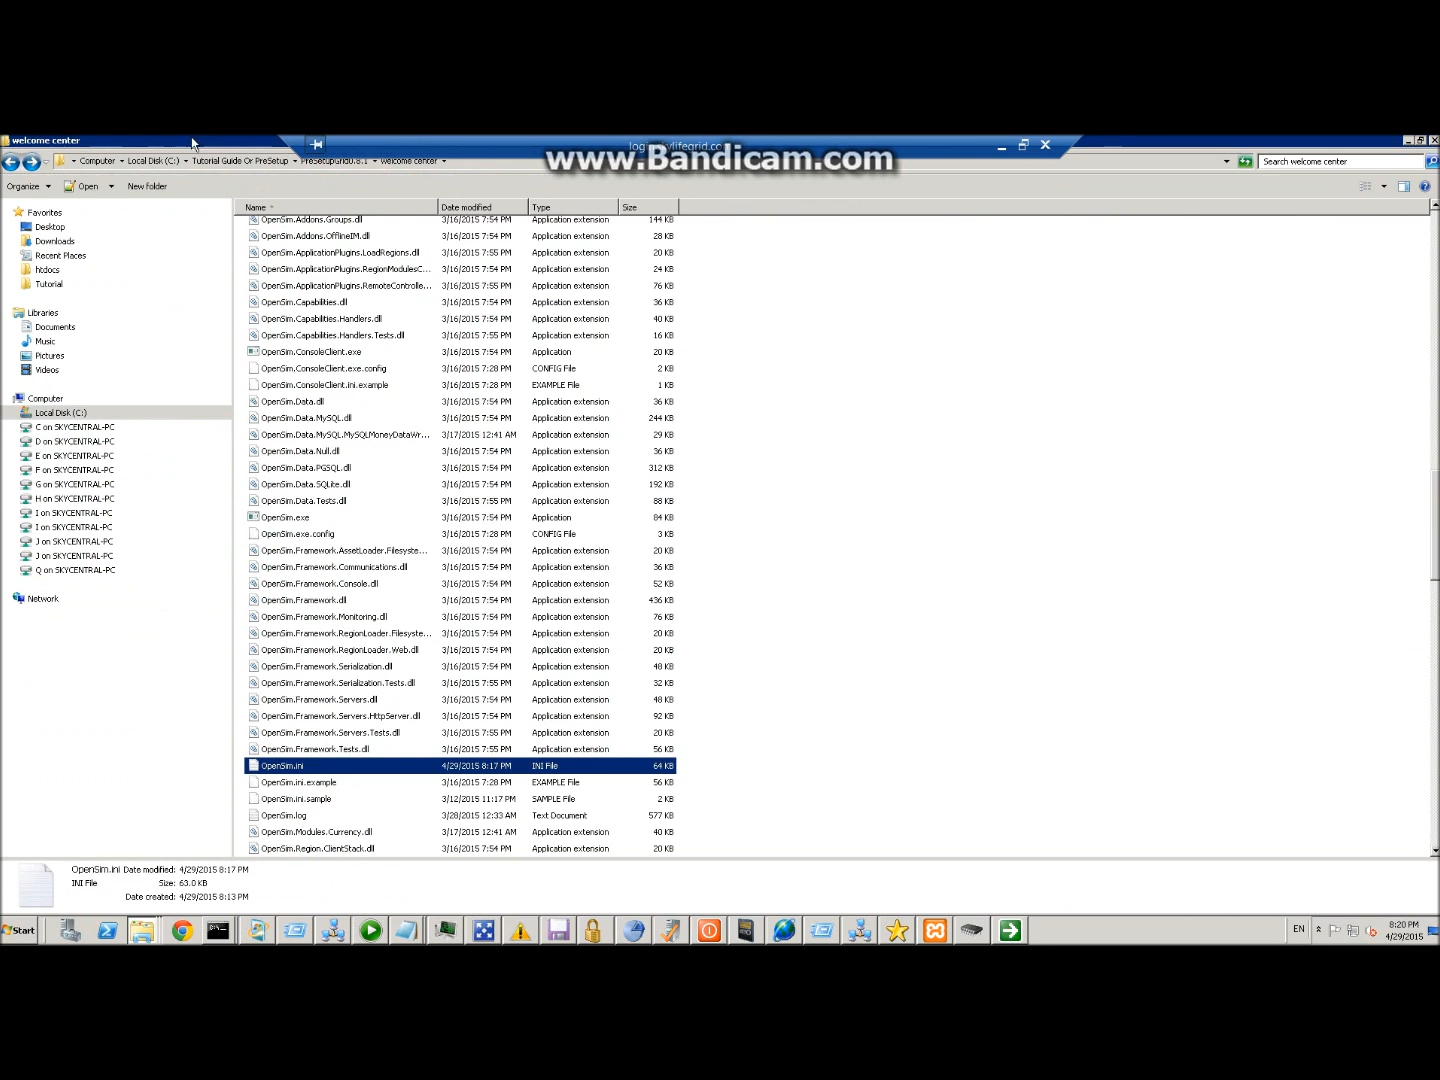 welcome center
www.Bandicam.com
Computer Local Disk (C:) Tutorial Guide Or PreSetup PreSetupGrid0.8.1 welcome center
Search welcome center
Organize Open New folder
Name Date modified Type Size
Favorites
Desktop
Downloads
Recent Places
htdocs
Tutorial
Libraries
Documents
Music
Pictures
Videos
Computer
Local Disk (C:)
C on SKYCENTRAL-PC
D on SKYCENTRAL-PC
E on SKYCENTRAL-PC
F on SKYCENTRAL-PC
G on SKYCENTRAL-PC
H on SKYCENTRAL-PC
I on SKYCENTRAL-PC
I on SKYCENTRAL-PC
J on SKYCENTRAL-PC
J on SKYCENTRAL-PC
Q on SKYCENTRAL-PC
Network
OpenSim.Addons.Groups.dll 3/16/2015 7:54 PM Application extension 144 KB
OpenSim.Addons.OfflineIM.dll 3/16/2015 7:54 PM Application extension 28 KB
OpenSim.ApplicationPlugins.LoadRegions.dll 3/16/2015 7:55 PM Application extension 20 KB
OpenSim.ApplicationPlugins.RegionModulesC... 3/16/2015 7:54 PM Application extension 24 KB
OpenSim.ApplicationPlugins.RemoteControlle... 3/16/2015 7:55 PM Application extension 76 KB
OpenSim.Capabilities.dll 3/16/2015 7:54 PM Application extension 36 KB
OpenSim.Capabilities.Handlers.dll 3/16/2015 7:54 PM Application extension 40 KB
OpenSim.Capabilities.Handlers.Tests.dll 3/16/2015 7:55 PM Application extension 16 KB
OpenSim.ConsoleClient.exe 3/16/2015 7:54 PM Application 20 KB
OpenSim.ConsoleClient.exe.config 3/16/2015 7:28 PM CONFIG File 2 KB
OpenSim.ConsoleClient.ini.example 3/16/2015 7:28 PM EXAMPLE File 1 KB
OpenSim.Data.dll 3/16/2015 7:54 PM Application extension 36 KB
OpenSim.Data.MySQL.dll 3/16/2015 7:54 PM Application extension 244 KB
OpenSim.Data.MySQL.MySQLMoneyDataWr... 3/17/2015 12:41 AM Application extension 29 KB
OpenSim.Data.Null.dll 3/16/2015 7:54 PM Application extension 36 KB
OpenSim.Data.PGSQL.dll 3/16/2015 7:54 PM Application extension 312 KB
OpenSim.Data.SQLite.dll 3/16/2015 7:54 PM Application extension 192 KB
OpenSim.Data.Tests.dll 3/16/2015 7:55 PM Application extension 88 KB
OpenSim.exe 3/16/2015 7:54 PM Application 84 KB
OpenSim.exe.config 3/16/2015 7:28 PM CONFIG File 3 KB
OpenSim.Framework.AssetLoader.Filesyste... 3/16/2015 7:54 PM Application extension 20 KB
OpenSim.Framework.Communications.dll 3/16/2015 7:54 PM Application extension 36 KB
OpenSim.Framework.Console.dll 3/16/2015 7:54 PM Application extension 52 KB
OpenSim.Framework.dll 3/16/2015 7:54 PM Application extension 436 KB
OpenSim.Framework.Monitoring.dll 3/16/2015 7:54 PM Application extension 76 KB
OpenSim.Framework.RegionLoader.Filesyste... 3/16/2015 7:54 PM Application extension 20 KB
OpenSim.Framework.RegionLoader.Web.dll 3/16/2015 7:54 PM Application extension 20 KB
OpenSim.Framework.Serialization.dll 3/16/2015 7:54 PM Application extension 48 KB
OpenSim.Framework.Serialization.Tests.dll 3/16/2015 7:55 PM Application extension 32 KB
OpenSim.Framework.Servers.dll 3/16/2015 7:54 PM Application extension 48 KB
OpenSim.Framework.Servers.HttpServer.dll 3/16/2015 7:54 PM Application extension 92 KB
OpenSim.Framework.Servers.Tests.dll 3/16/2015 7:55 PM Application extension 20 KB
OpenSim.Framework.Tests.dll 3/16/2015 7:55 PM Application extension 56 KB
OpenSim.ini 4/29/2015 8:17 PM INI File 64 KB
OpenSim.ini.example 3/16/2015 7:28 PM EXAMPLE File 56 KB
OpenSim.ini.sample 3/12/2015 11:17 PM SAMPLE File 2 KB
OpenSim.log 3/28/2015 12:33 AM Text Document 577 KB
OpenSim.Modules.Currency.dll 3/17/2015 12:41 AM Application extension 40 KB
OpenSim.Region.ClientStack.dll 3/16/2015 7:54 PM Application extension 20 KB
OpenSim.ini Date modified: 4/29/2015 8:17 PM
INI File Size: 63.0 KB
Date created: 4/29/2015 8:13 PM
Start EN 8:20 PM
4/29/2015